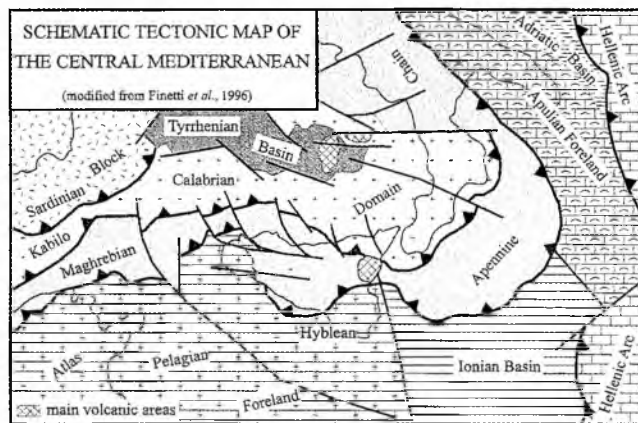 SCHEMATIC TECTONIC MAP OF
THE CENTRAL MEDITERRANEAN
(modified from Finetti et al., 1996)
Chain
Adriatic Basin
Hellenic Arc
Apulian Foreland
Tyrrhenian
Basin
Sardinian Block
Calabrian
Domain
Kabilo
Maghrebian
Apennine
Hyblean
Atlas
Pelagian
Ionian Basin
Foreland
Hellenic Arc
main volcanic areas